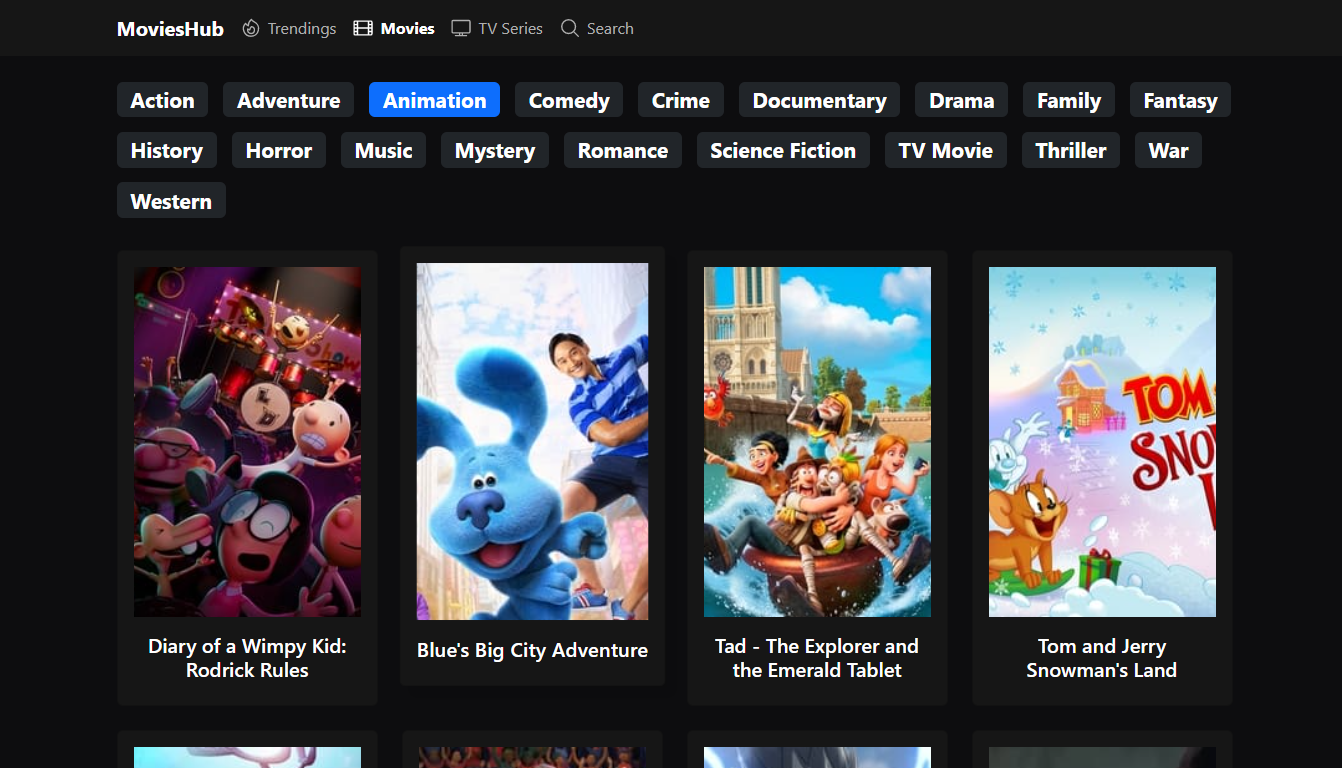 MoviesHub Trendings Movies TV Series Search
Action Adventure Animation Comedy Crime Documentary Drama Family Fantasy
History Horror Music Mystery Romance Science Fiction TV Movie Thriller War
Western
TOM
SNO
Show
Diary of a Wimpy Kid:
Rodrick Rules
Blue's Big City Adventure
Tad - The Explorer and
the Emerald Tablet
Tom and Jerry
Snowman's Land